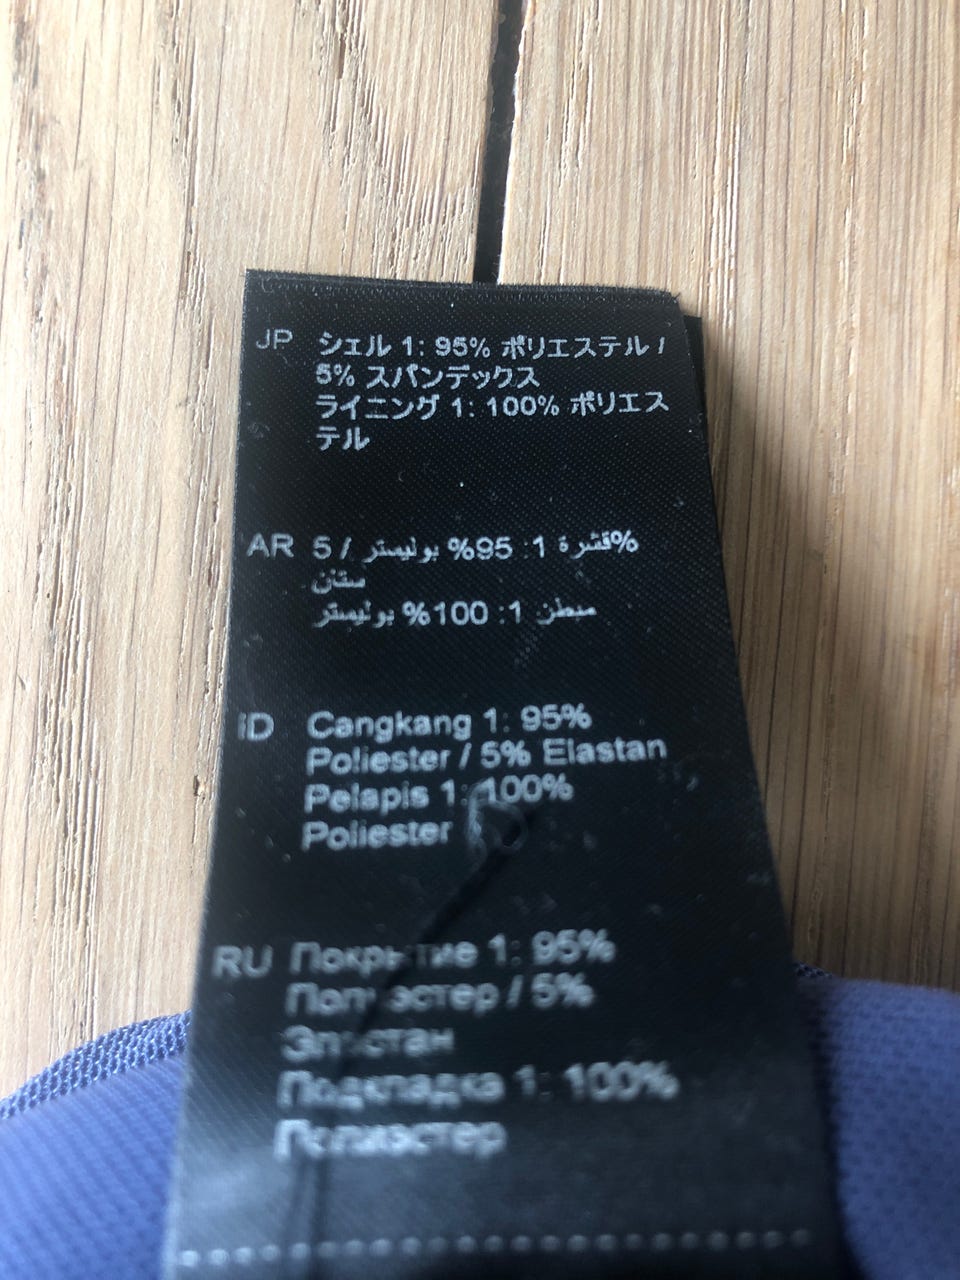 JP シェル 1: 95% ポリエステル /
5% スパンデックス
ライニング 1: 100% ポリエス
テル
AR %قشرة 1: 95% بوليستر / 5
ستان
مبطن 1: 100% بوليستر
ID Cangkang 1: 95%
Poliester / 5% Elastan
Pelapis 1: 100%
Poliester
RU Покрытие 1: 95%
Полиэстер / 5%
Эластан
Подкладка 1: 100%
Полиэстер